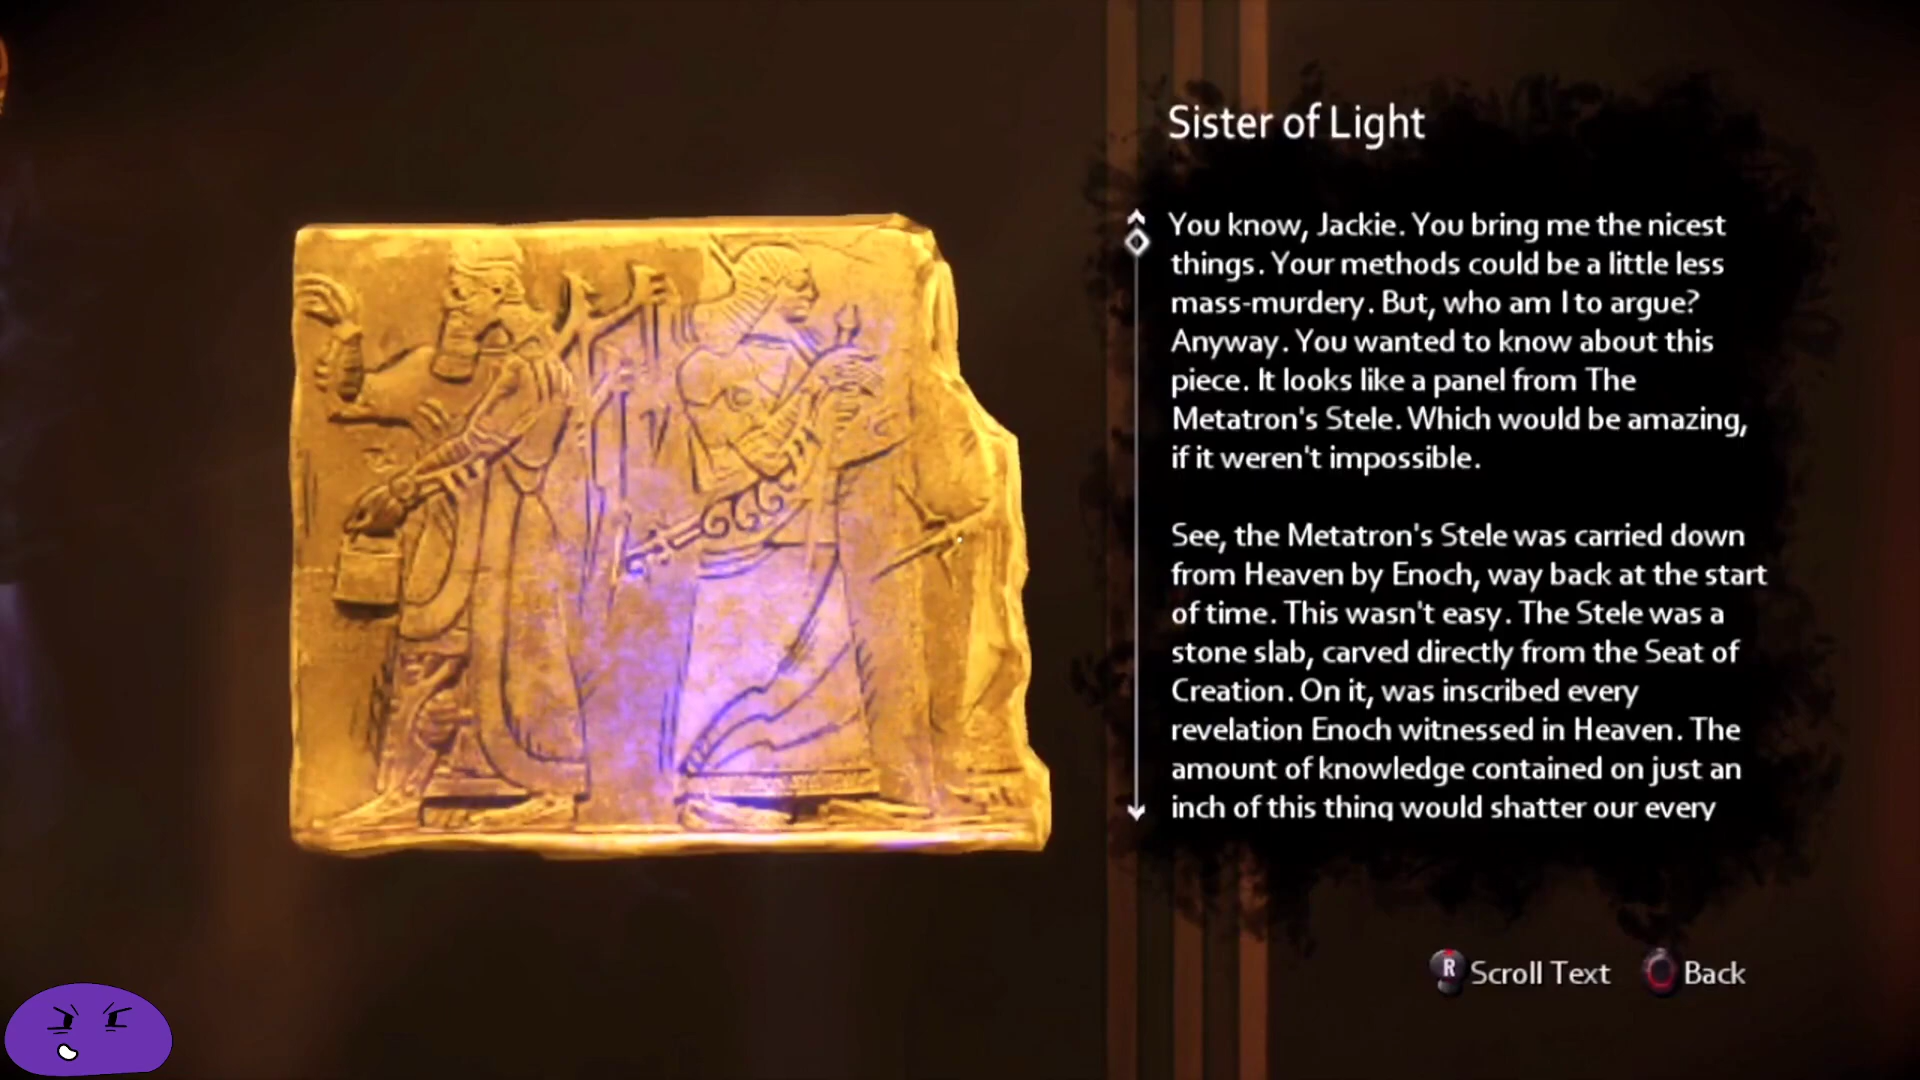 Sister of Light
You know, Jackie. You bring me the nicest
things. Your methods could be a little less
mass-murdery. But, who am I to argue?
Anyway. You wanted to know about this
piece. It looks like a panel from The
Metatron's Stele. Which would be amazing,
if it weren't impossible.
See, the Metatron's Stele was carried down
from Heaven by Enoch, way back at the start
of time. This wasn't easy. The Stele was a
stone slab, carved directly from the Seat of
Creation. On it, was inscribed every
revelation Enoch witnessed in Heaven. The
amount of knowledge contained on just an
inch of this thing would shatter our every
R Scroll Text Back